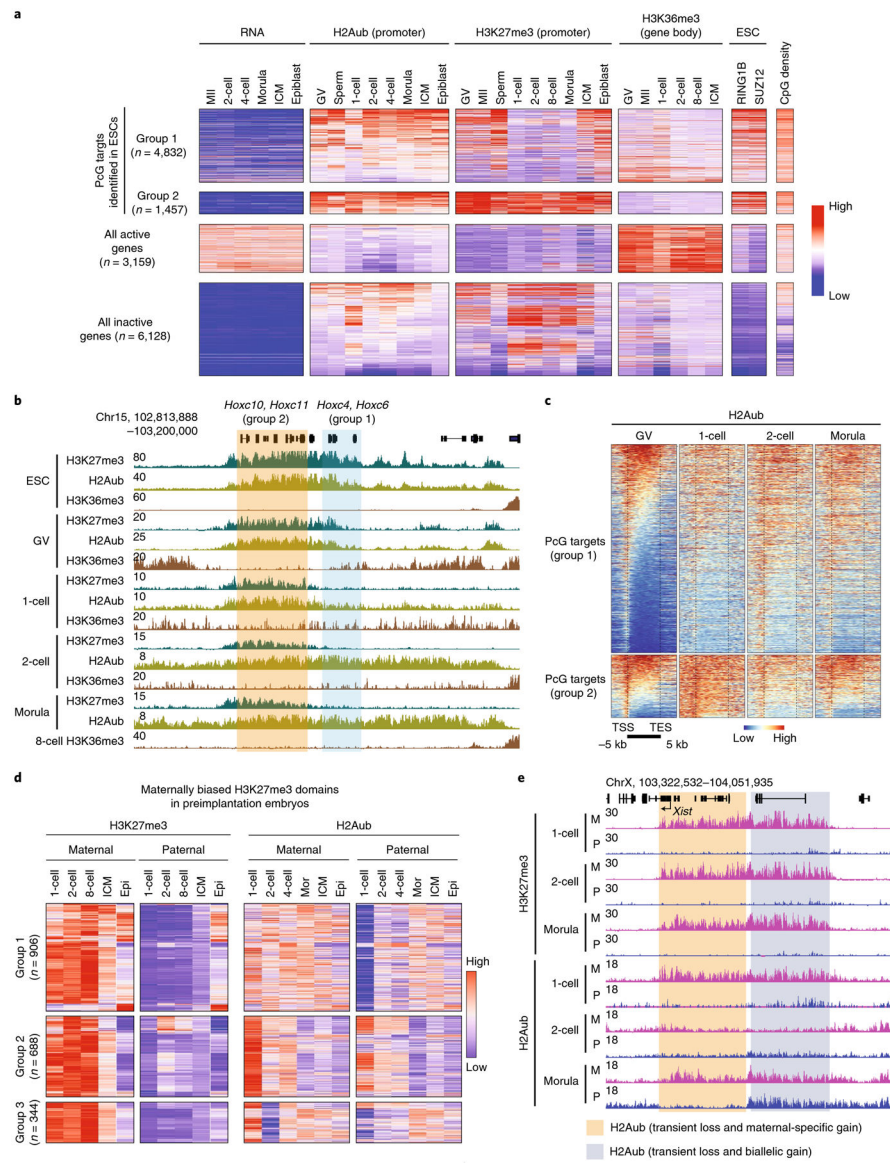 a
RNA
H2Aub (promoter)
H3K27me3 (promoter)
H3K36me3
(gene body)
ESC
MII
2-cell
4-cell
Morula
ICM
Epiblast
GV
Sperm
1-cell
2-cell
4-cell
Morula
ICM
Epiblast
GV
MII
Sperm
1-cell
2-cell
8-cell
Morula
ICM
Epiblast
GV
MII
1-cell
2-cell
8-cell
ICM
RING1B
SUZ12
CpG density
PcG targts
identified in ESCs
Group 1
(n = 4,832)
Group 2
(n = 1,457)
All active
genes
(n = 3,159)
All inactive
genes (n = 6,128)
High
Low
b
Chr15, 102,813,888
–103,200,000
Hoxc10, Hoxc11
(group 2)
Hoxc4, Hoxc6
(group 1)
ESC
H3K27me3 80
H2Aub 40
H3K36me3 60
GV
H3K27me3 20
H2Aub 25
H3K36me3 20
1-cell
H3K27me3 10
H2Aub 10
H3K36me3 20
2-cell
H3K27me3 15
H2Aub 8
H3K36me3 20
Morula
H3K27me3 15
H2Aub 8
8-cell H3K36me3 40
c
H2Aub
GV
1-cell
2-cell
Morula
PcG targets
(group 1)
PcG targets
(group 2)
TSS TES
–5 kb 5 kb
Low High
d
Maternally biased H3K27me3 domains
in preimplantation embryos
H3K27me3
H2Aub
Maternal
Paternal
Maternal
Paternal
1-cell
2-cell
8-cell
ICM
Epi
1-cell
2-cell
8-cell
ICM
Epi
1-cell
2-cell
4-cell
Mor
ICM
Epi
1-cell
2-cell
4-cell
Mor
ICM
Epi
Group 1
(n = 906)
Group 2
(n = 688)
Group 3
(n = 344)
High
Low
e
ChrX, 103,322,532–104,051,935
Xist
H3K27me3
1-cell
M 30
P 30
2-cell
M 30
P 30
Morula
M 30
P 30
H2Aub
1-cell
M 18
P 18
2-cell
M 18
P 18
Morula
M 18
P 18
H2Aub (transient loss and maternal-specific gain)
H2Aub (transient loss and biallelic gain)